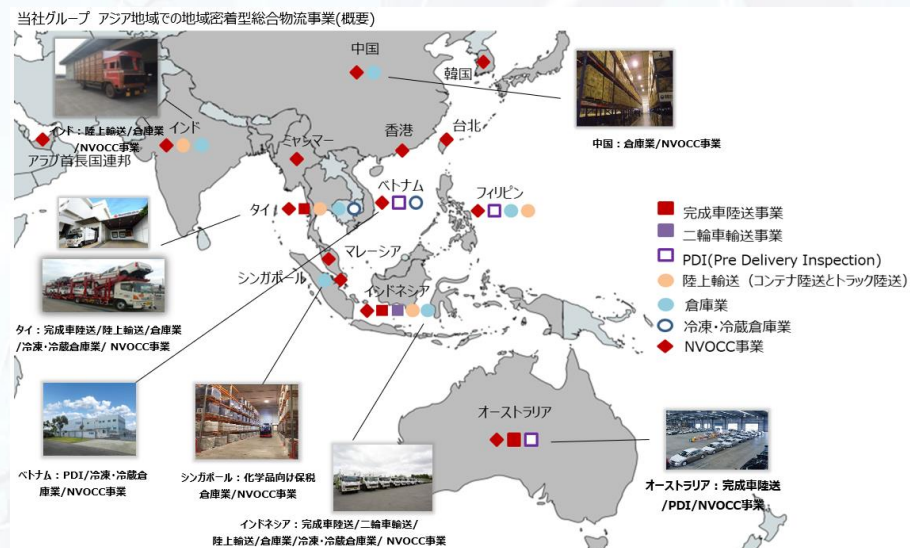 当社グループ アジア地域での地域密着型総合物流事業(概要)
中国
韓国
インド:陸上輸送/倉庫業
/NVOCC事業
アラブ首長国連邦
インド
ミャンマー
香港
台北
中国:倉庫業/NVOCC事業
タイ
ベトナム
フィリピン
マレーシア
シンガポール
インドネシア
完成車陸送事業
二輪車輸送事業
PDI(Pre Delivery Inspection)
陸上輸送 (コンテナ陸送とトラック陸送)
倉庫業
冷凍・冷蔵倉庫業
NVOCC事業
タイ:完成車陸送/陸上輸送/倉庫業
/冷凍・冷蔵倉庫業/ NVOCC事業
オーストラリア
ベトナム:PDI/冷凍・冷蔵倉
庫業/NVOCC事業
シンガポール:化学品向け保税
倉庫業/NVOCC事業
インドネシア:完成車陸送/二輪車輸送/
陸上輸送/倉庫業/冷凍・冷蔵倉庫業/ NVOCC事業
オーストラリア:完成車陸送
/PDI/NVOCC事業